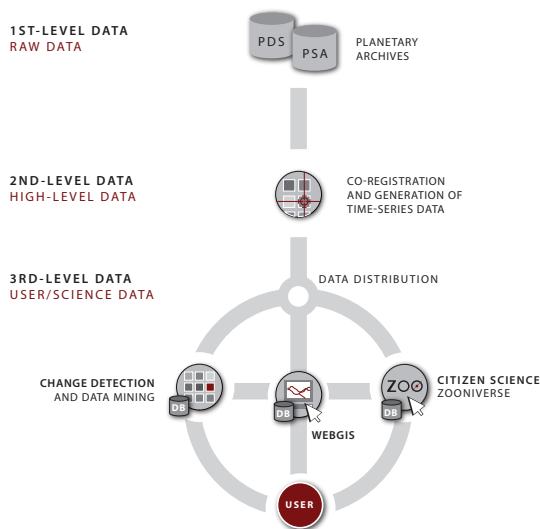 1ST-LEVEL DATA
RAW DATA
PDS
PSA
PLANETARY
ARCHIVES
2ND-LEVEL DATA
HIGH-LEVEL DATA
CO-REGISTRATION
AND GENERATION OF
TIME-SERIES DATA
3RD-LEVEL DATA
USER/SCIENCE DATA
DATA DISTRIBUTION
CHANGE DETECTION
AND DATA MINING
DB
DB
WEBGIS
ZOO
DB
CITIZEN SCIENCE
ZOONIVERSE
USER